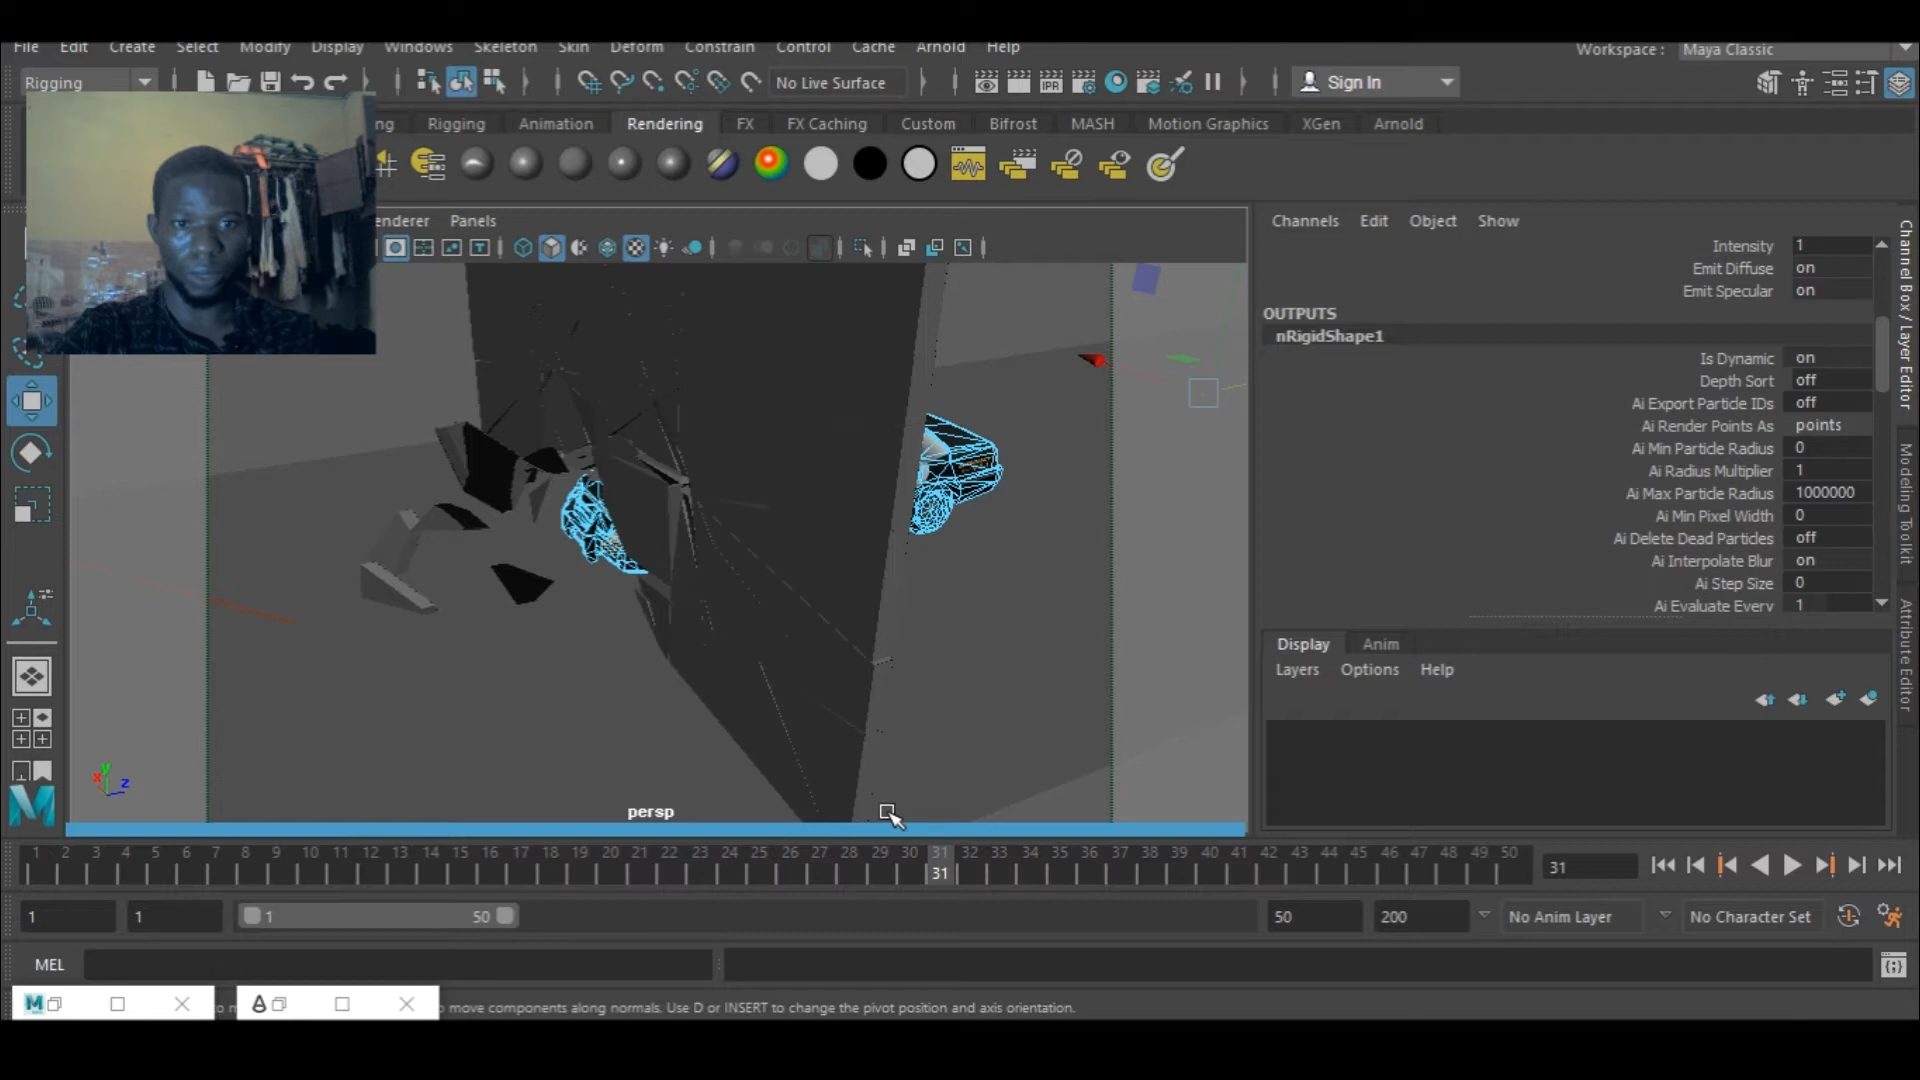 File Edit Create Select Modify Display Windows Skeleton Skin Deform Constrain Control Cache Arnold Help Workspace : Maya Classic
Rigging No Live Surface IPR Sign In
ng Rigging Animation Rendering FX FX Caching Custom Bifrost MASH Motion Graphics XGen Arnold
enderer Panels
Channels Edit Object Show
Intensity 1
Emit Diffuse on
Emit Specular on
OUTPUTS
nRigidShape1
Is Dynamic on
Depth Sort off
Ai Export Particle IDs off
Ai Render Points As points
Ai Min Particle Radius 0
Ai Radius Multiplier 1
Ai Max Particle Radius 1000000
Ai Min Pixel Width 0
Ai Delete Dead Particles off
Ai Interpolate Blur on
Ai Step Size 0
Ai Evaluate Every 1
Channel Box / Layer Editor
Modeling Toolkit
Attribute Editor
Display Anim
Layers Options Help
y x z
persp
1 2 3 4 5 6 7 8 9 10 11 12 13 14 15 16 17 18 19 20 21 22 23 24 25 26 27 28 29 30 31 32 33 34 35 36 37 38 39 40 41 42 43 44 45 46 47 48 49 50
31 31
1 1 1 50 50 200 No Anim Layer No Character Set
MEL
M
move components along normals. Use D or INSERT to change the pivot position and axis orientation.